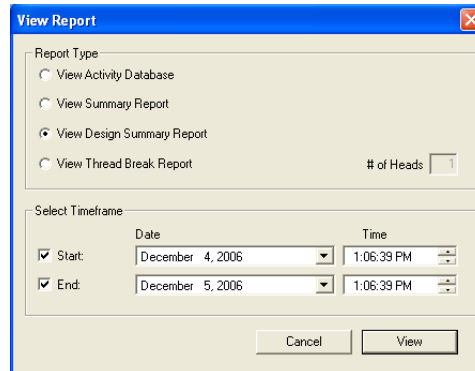 View Report
Report Type
View Activity Database
View Summary Report
View Design Summary Report
View Thread Break Report # of Heads 1
Select Timeframe
Date Time
Start: December 4, 2006 1:06:39 PM
End: December 5, 2006 1:06:39 PM
Cancel View